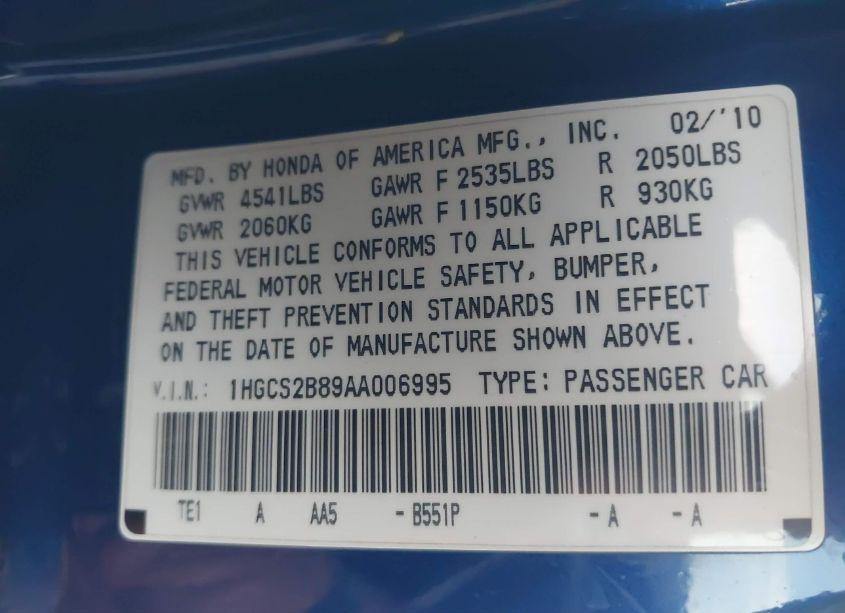 MFD. BY HONDA OF AMERICA MFG., INC. 02/'10
GVWR 4541LBS GAWR F 2535LBS R 2050LBS
GVWR 2060KG GAWR F 1150KG R 930KG
THIS VEHICLE CONFORMS TO ALL APPLICABLE
FEDERAL MOTOR VEHICLE SAFETY, BUMPER,
AND THEFT PREVENTION STANDARDS IN EFFECT
ON THE DATE OF MANUFACTURE SHOWN ABOVE.
V.I.N.: 1HGCS2B89AA006995 TYPE: PASSENGER CAR
TE1 A AA5 -B551P -A -A